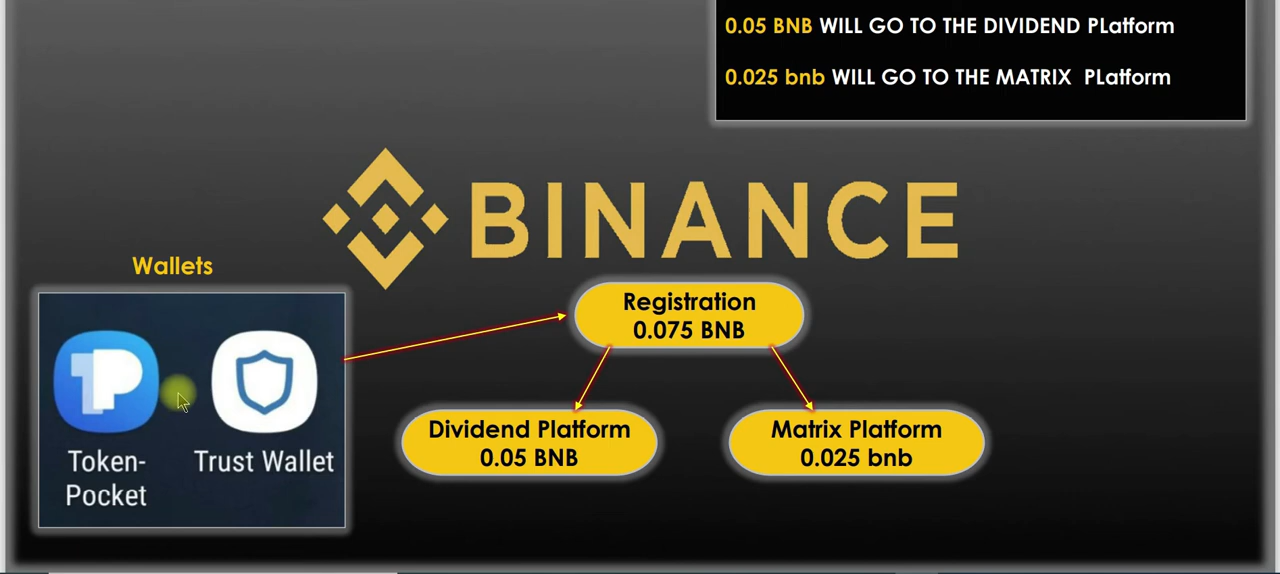 0.05 BNB WILL GO TO THE DIVIDEND PLatform
0.025 bnb WILL GO TO THE MATRIX PLatform
BINANCE
Wallets
Registration
0.075 BNB
Dividend Platform
0.05 BNB
Matrix Platform
0.025 bnb
Token-
Pocket
Trust Wallet